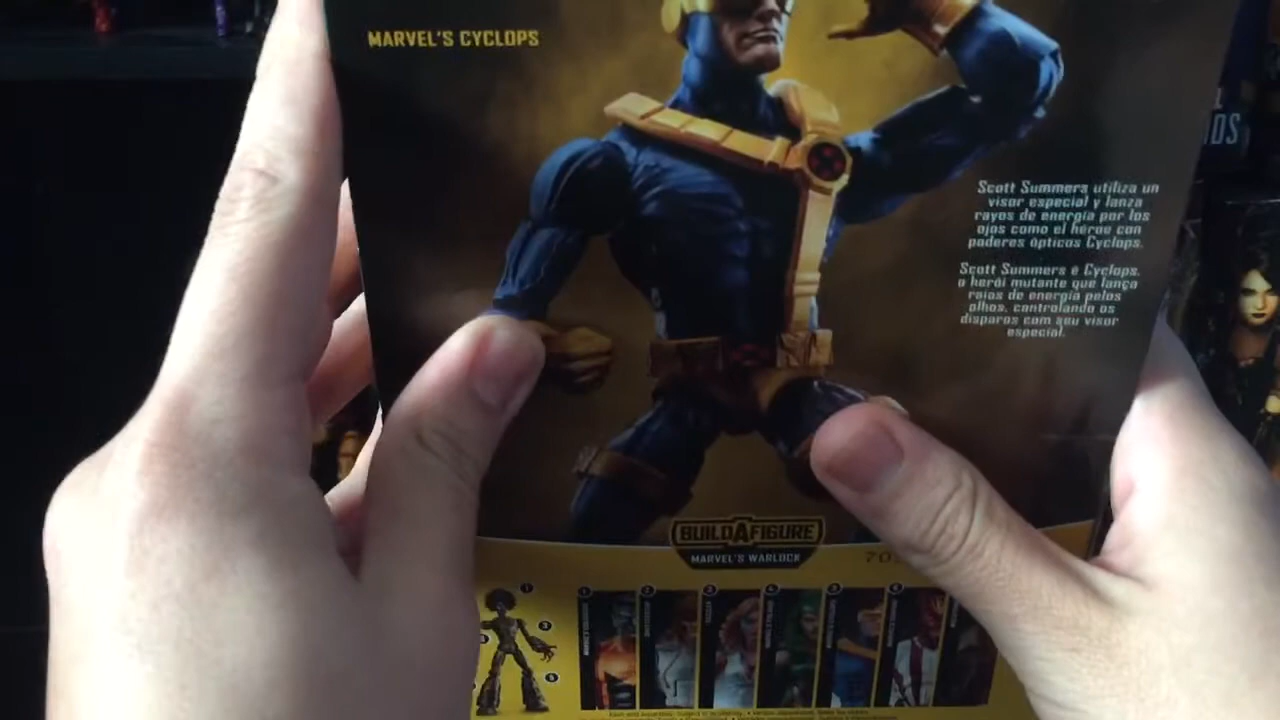 MARVEL'S CYCLOPS
Scott Summers utiliza un
visor especial y lanza
rayos de energía por los
ojos como el héroe con
poderes ópticos Cyclops.
Scott Summers é Cyclops,
o herói mutante que lança
raios de energia pelos
olhos, controlando os
disparos com seu visor
especial.
BUILD A FIGURE
MARVEL'S WARLOCK